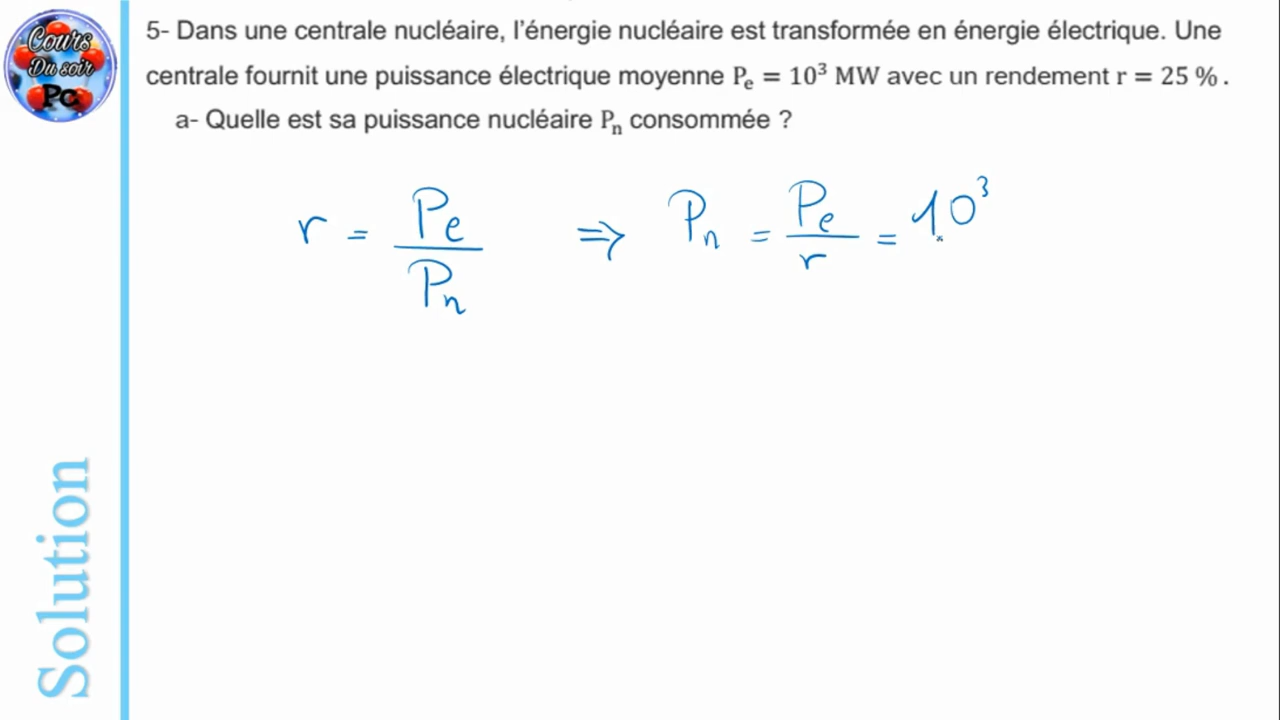 Cours
Du soir
PC
5- Dans une centrale nucléaire, l'énergie nucléaire est transformée en énergie électrique. Une
centrale fournit une puissance électrique moyenne Pₑ = 10³ MW avec un rendement r = 25 % .
a- Quelle est sa puissance nucléaire Pₙ consommée ?
r = Pₑ / Pₙ ⇒ Pₙ = Pₑ / r = 10³
Solution